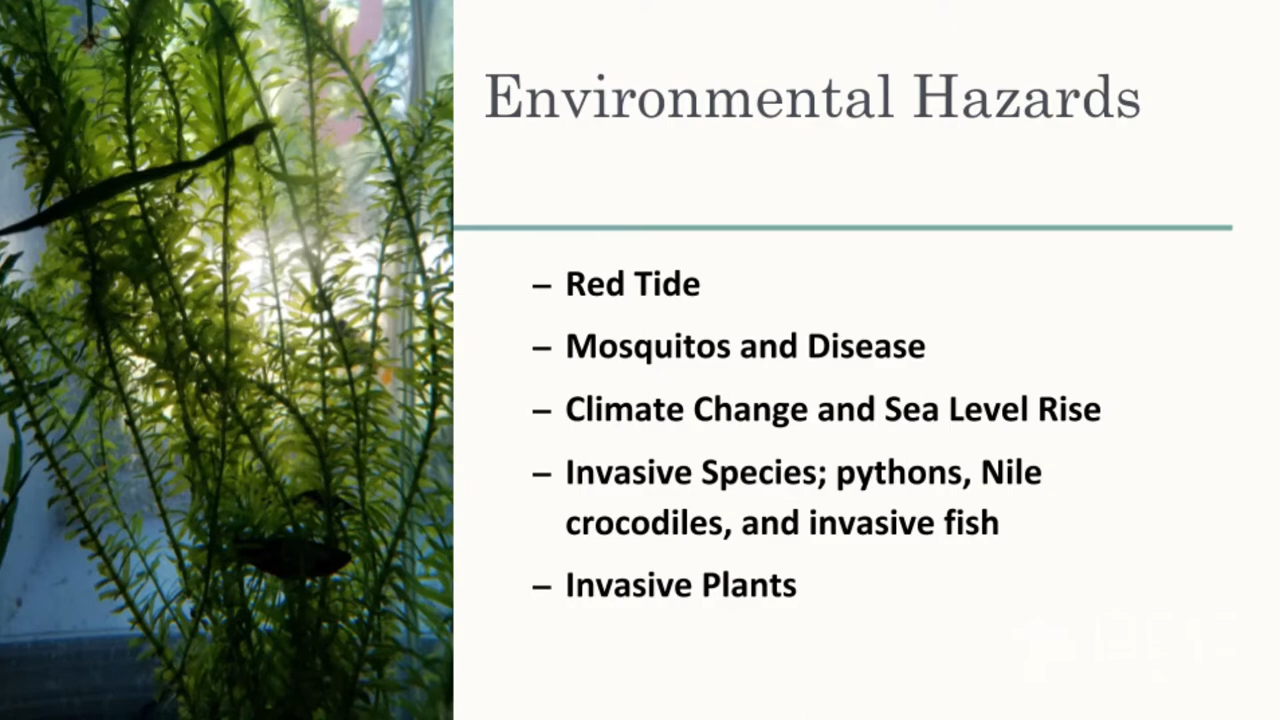 Environmental Hazards
– Red Tide
– Mosquitos and Disease
– Climate Change and Sea Level Rise
– Invasive Species; pythons, Nile
crocodiles, and invasive fish
– Invasive Plants